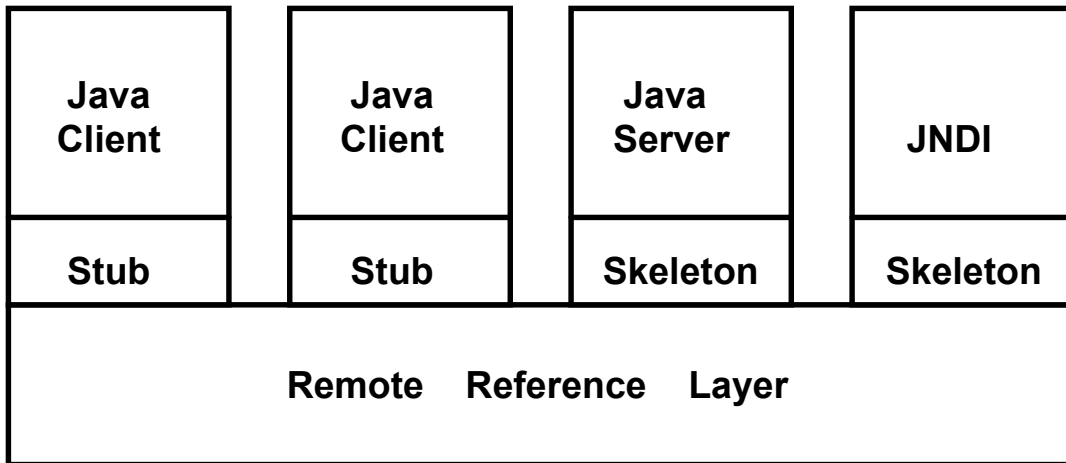 Java
Client
Java
Client
Java
Server
JNDI
Stub
Stub
Skeleton
Skeleton
Remote Reference Layer